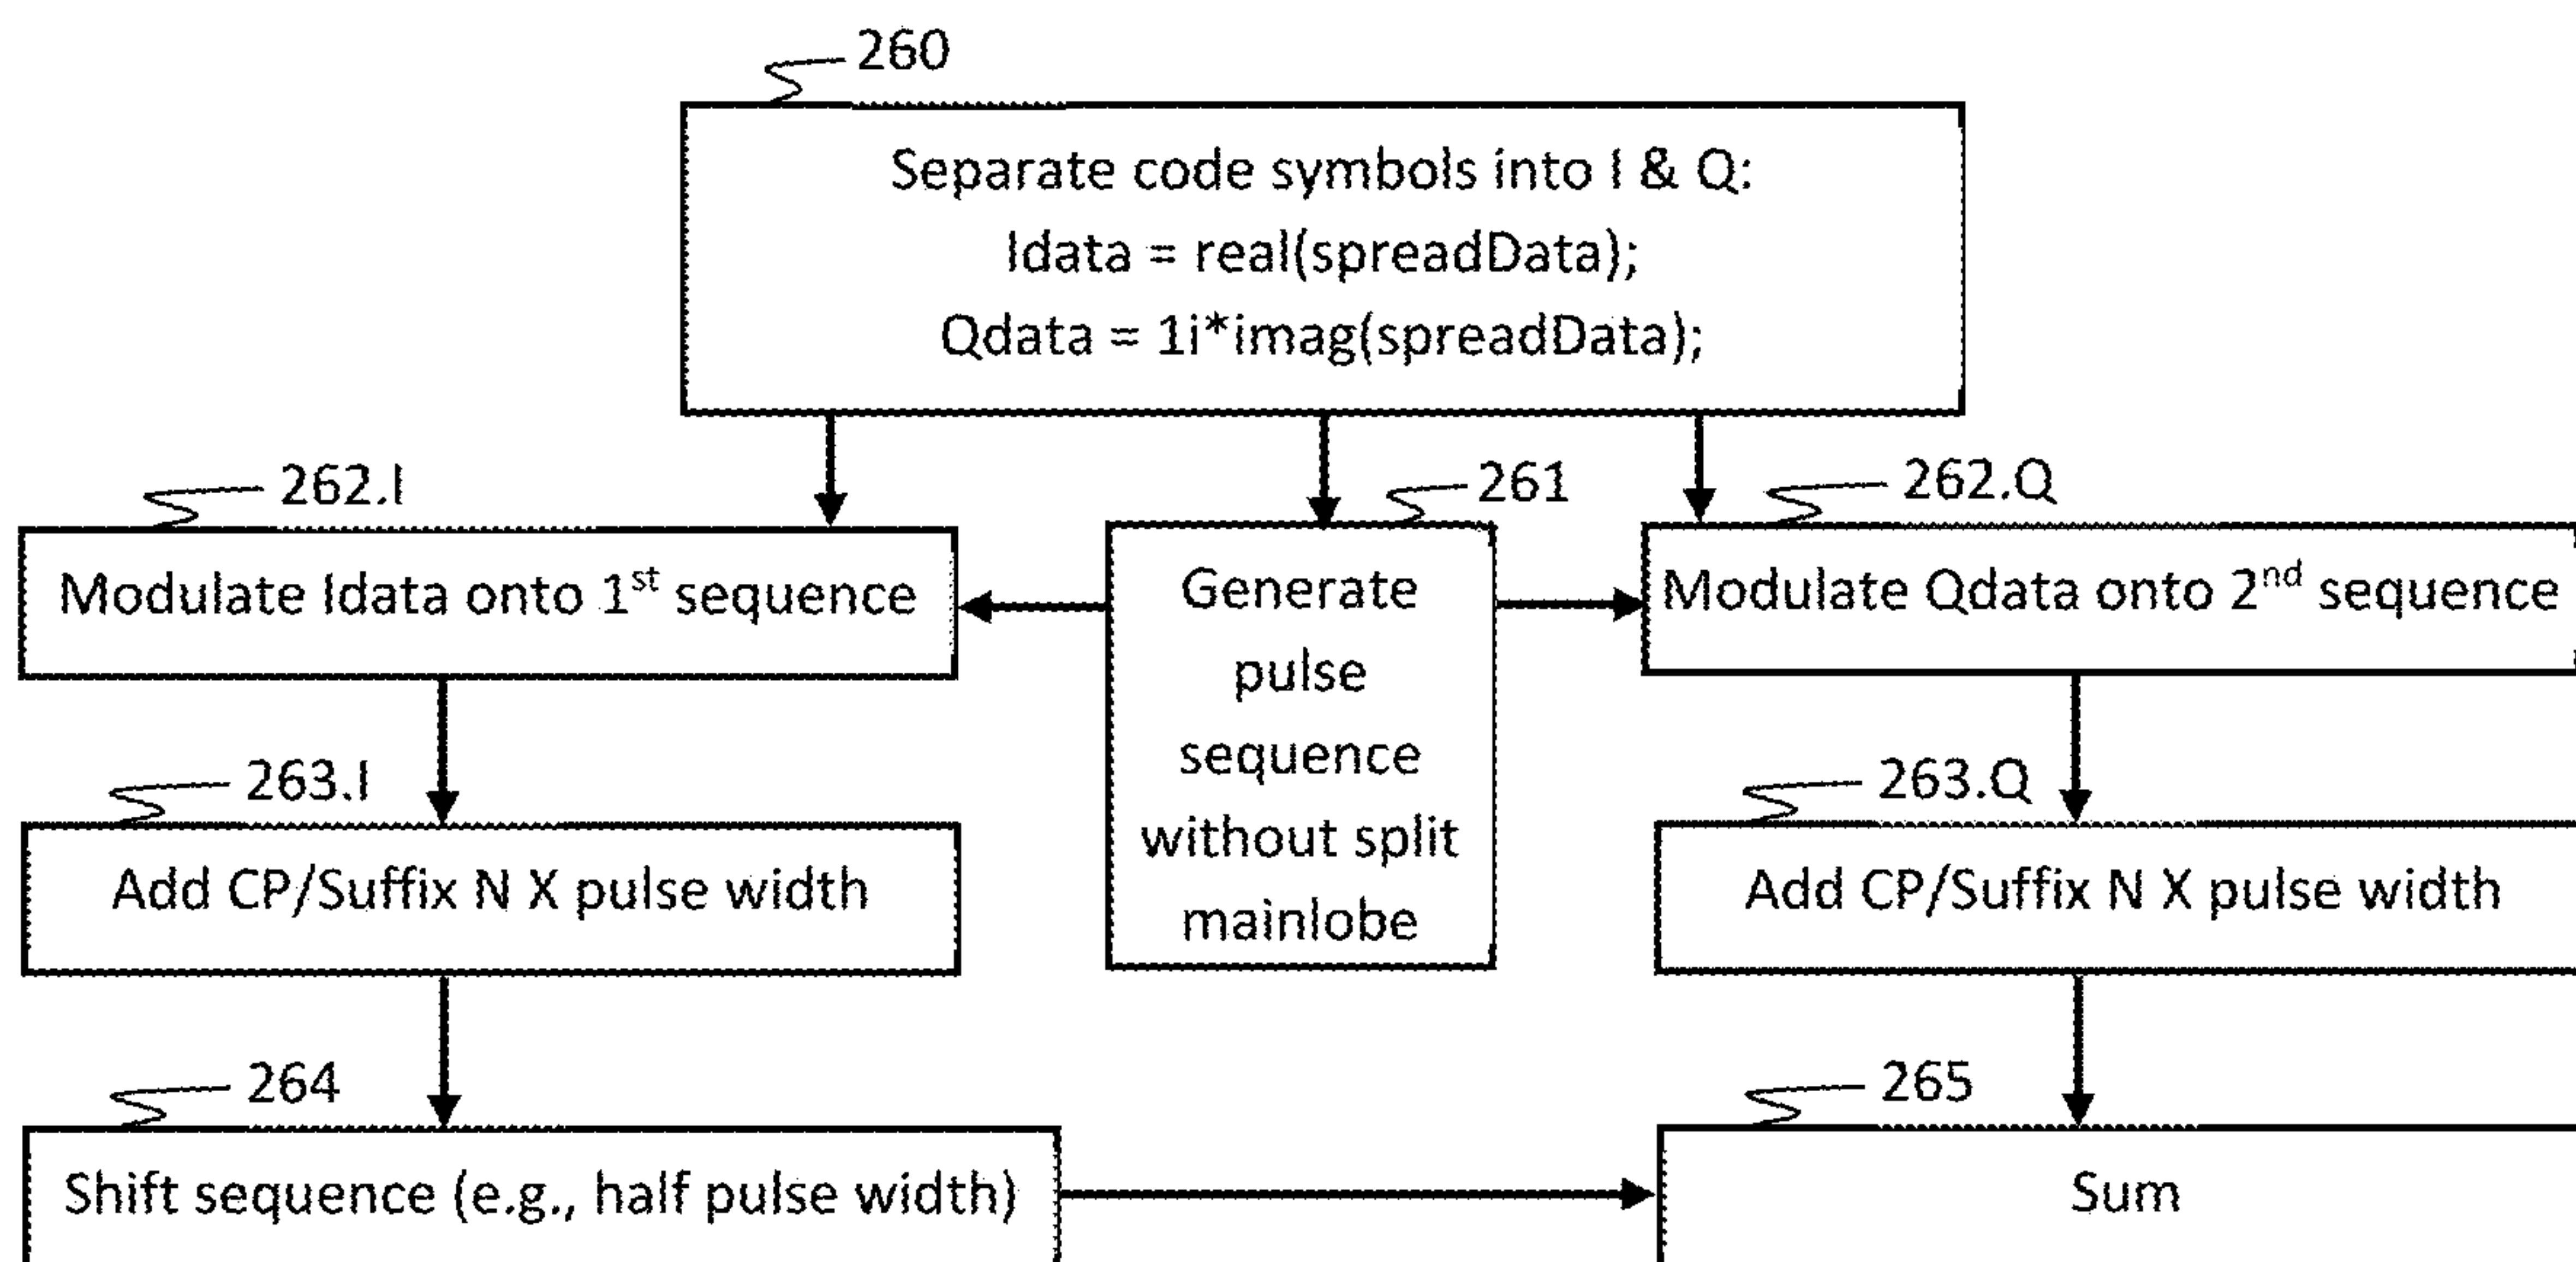 260
Separate code symbols into I & Q:
Idata = real(spreadData);
Qdata = 1i*imag(spreadData);
262.I
261
262.Q
Modulate Idata onto 1st sequence
Generate
pulse
sequence
without split
mainlobe
Modulate Qdata onto 2nd sequence
263.I
263.Q
Add CP/Suffix N X pulse width
Add CP/Suffix N X pulse width
264
265
Shift sequence (e.g., half pulse width)
Sum